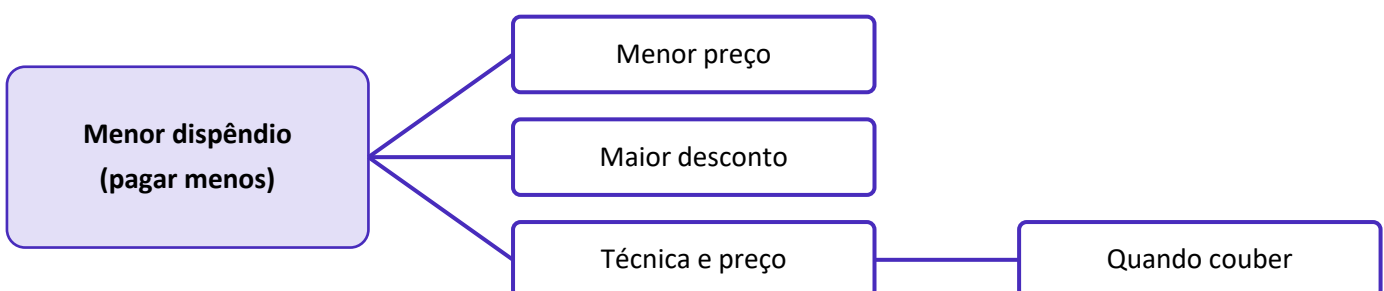 Menor preço
Menor dispêndio
(pagar menos)
Maior desconto
Técnica e preço
Quando couber